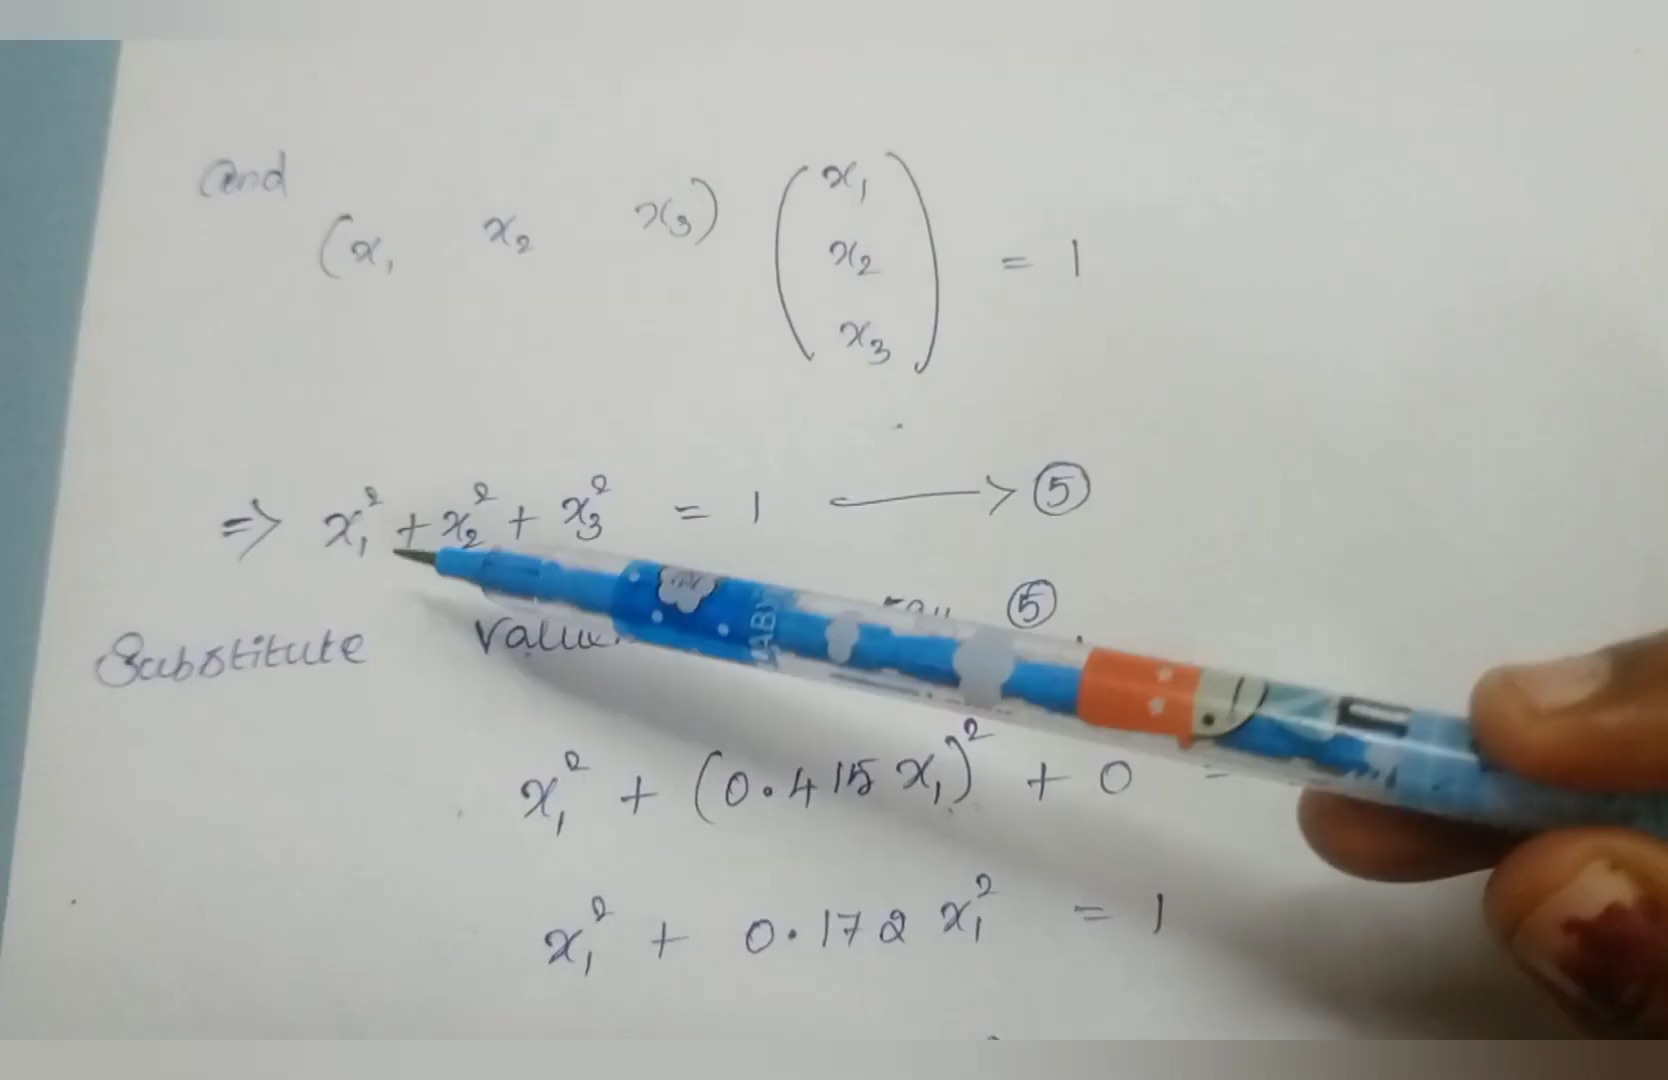 and
(x₁ x₂ x₃) (x₁ x₂ x₃) = 1
⇒ x₁² + x₂² + x₃² = 1 ⟶ ⑤
Substitute ⑤
x₁² + (0.415 x₁)² + 0 =
x₁² + 0.172 x₁² = 1